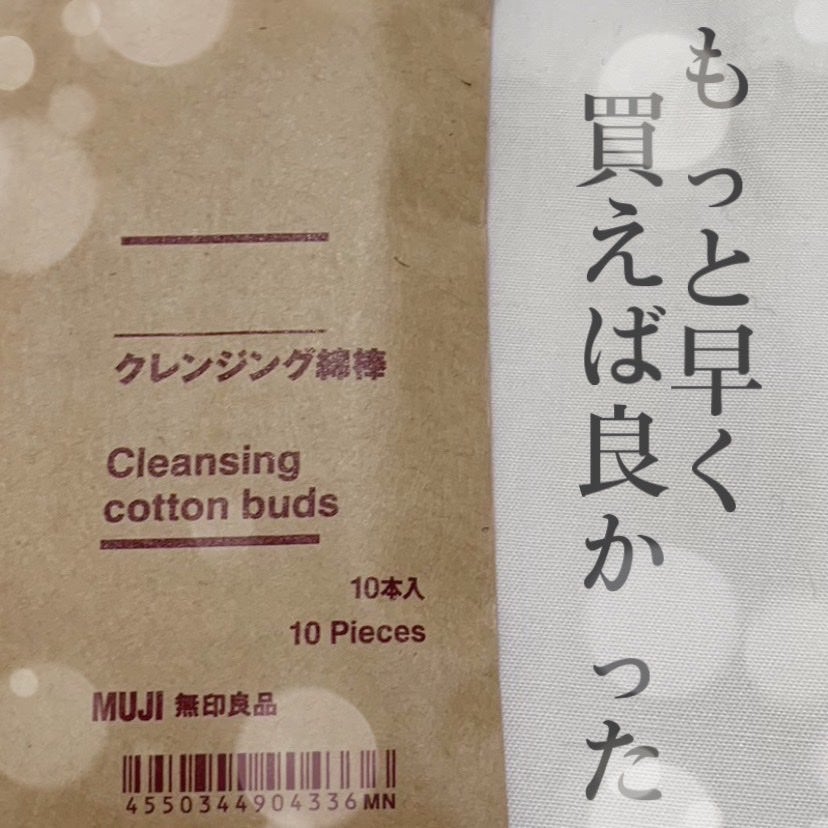 もっと早く
買えば良かった
クレンジング綿棒
Cleansing
cotton buds
10本入
10 Pieces
MUJI 無印良品
4550344904336MN